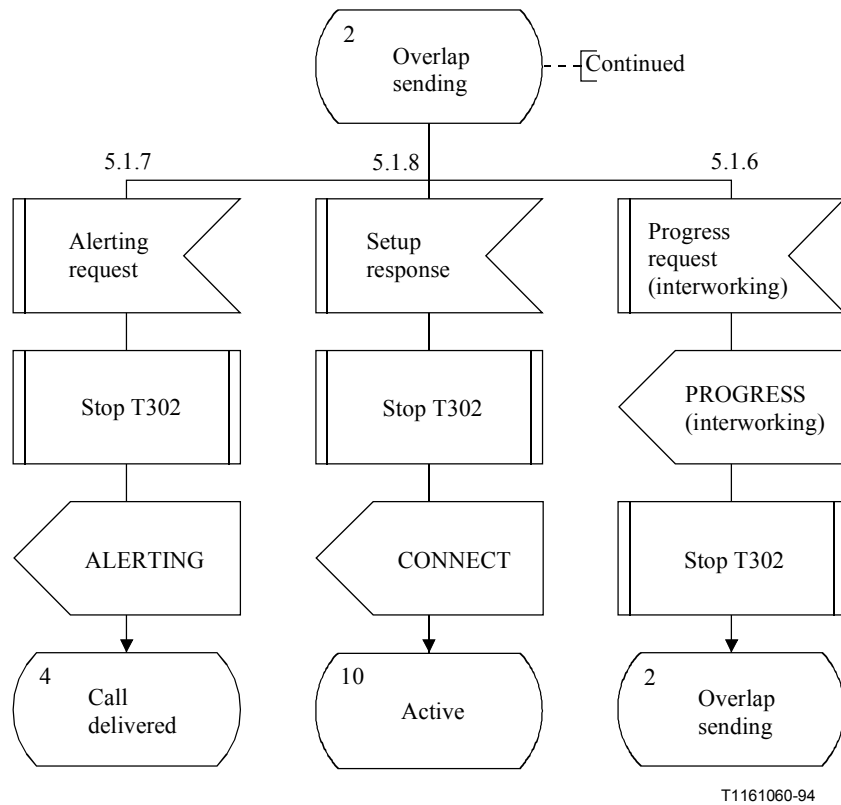 2
Overlap
sending
Continued
5.1.7
5.1.8
5.1.6
Alerting
request
Setup
response
Progress
request
(interworking)
Stop T302
Stop T302
PROGRESS
(interworking)
ALERTING
CONNECT
Stop T302
4
Call
delivered
10
Active
2
Overlap
sending
T1161060-94